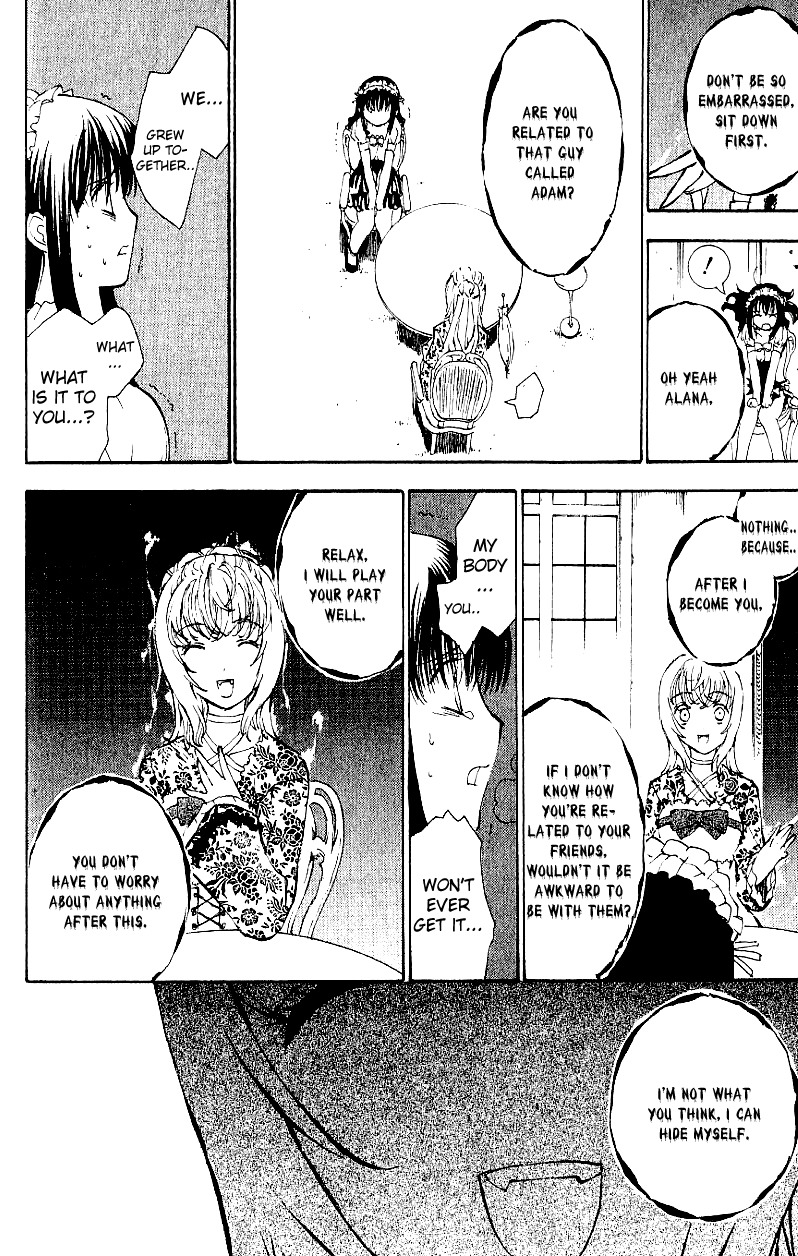 DON'T BE SO
EMBARRASSED,
SIT DOWN
FIRST.
!
OH YEAH
ALANA,
ARE YOU
RELATED TO
THAT GUY
CALLED
ADAM?
WE...
GREW
UP TO-
GETHER..
WHAT
...
WHAT
IS IT TO
YOU...?
NOTHING..
BECAUSE..
AFTER I
BECOME YOU,
IF I DON'T
KNOW HOW
YOU'RE RE-
LATED TO YOUR
FRIENDS,
WOULDN'T IT BE
AWKWARD TO
BE WITH THEM?
MY
BODY
...
YOU..
WON'T
EVER
GET IT...
RELAX,
I WILL PLAY
YOUR PART
WELL.
YOU DON'T
HAVE TO WORRY
ABOUT ANYTHING
AFTER THIS.
I'M NOT WHAT
YOU THINK, I CAN
HIDE MYSELF.